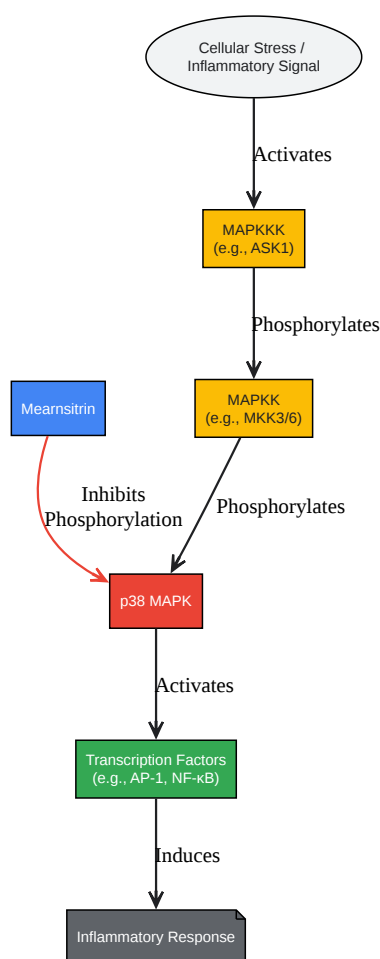 Cellular Stress /
Inflammatory Signal
Activates
MAPKKK
(e.g., ASK1)
Phosphorylates
Mearnsitrin
MAPKK
(e.g., MKK3/6)
Inhibits
Phosphorylation
Phosphorylates
p38 MAPK
Activates
Transcription Factors
(e.g., AP-1, NF-κB)
Induces
Inflammatory Response